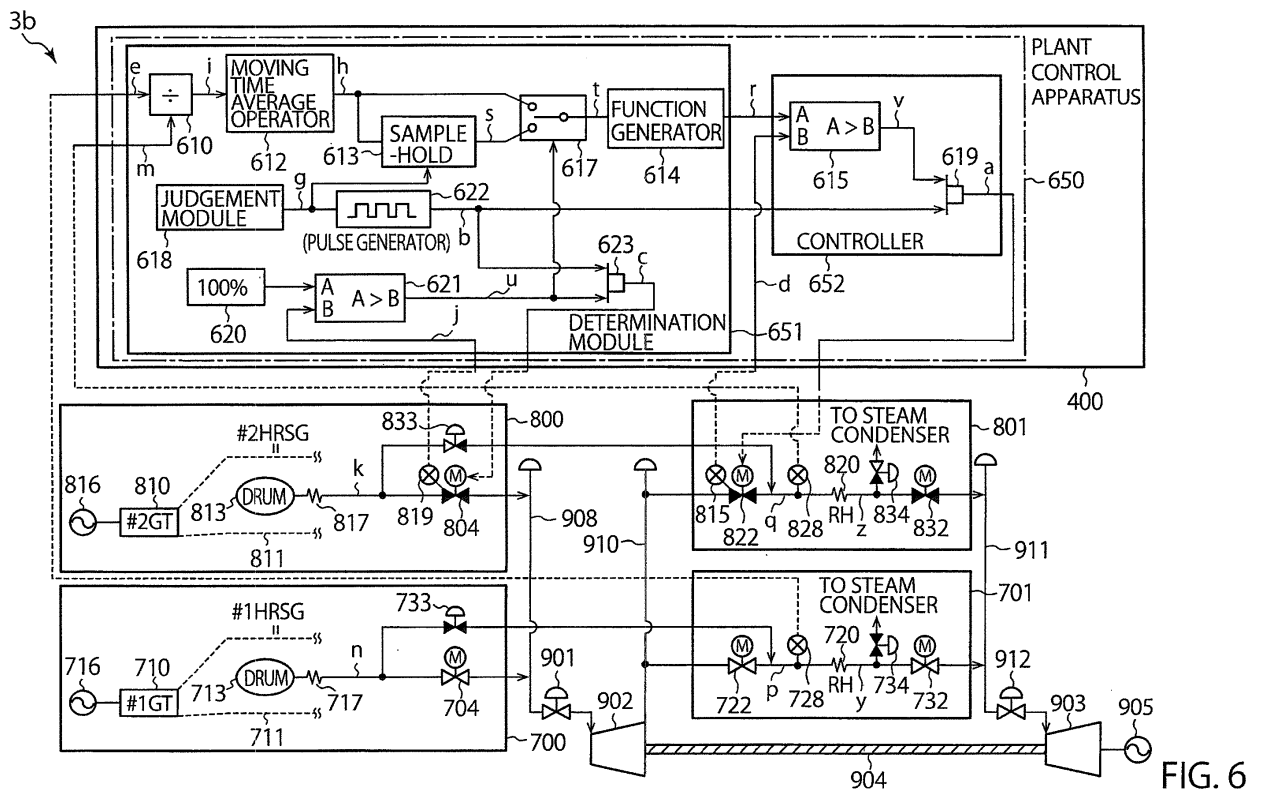 3b
PLANT
CONTROL
APPARATUS
e
÷
610
m
i
MOVING
TIME
AVERAGE
OPERATOR
612
h
SAMPLE
-HOLD
613
s
617
t
FUNCTION
GENERATOR
614
r
A
B
A > B
615
v
619
a
650
JUDGEMENT
MODULE
618
g
622
(PULSE GENERATOR)
b
CONTROLLER
652
100%
620
A
B
A > B
621
u
j
623
c
d
DETERMINATION
MODULE
651
400
800
#2HRSG
816
810
#2GT
DRUM
813
817
811
k
833
819
M
804
908
910
801
TO STEAM
CONDENSER
815
M
822
q
828
820
RH
z
834
M
832
911
700
#1HRSG
716
710
#1GT
DRUM
713
717
711
n
733
M
704
901
902
701
TO STEAM
CONDENSER
M
722
p
728
720
RH
y
734
M
732
912
903
905
904
FIG. 6